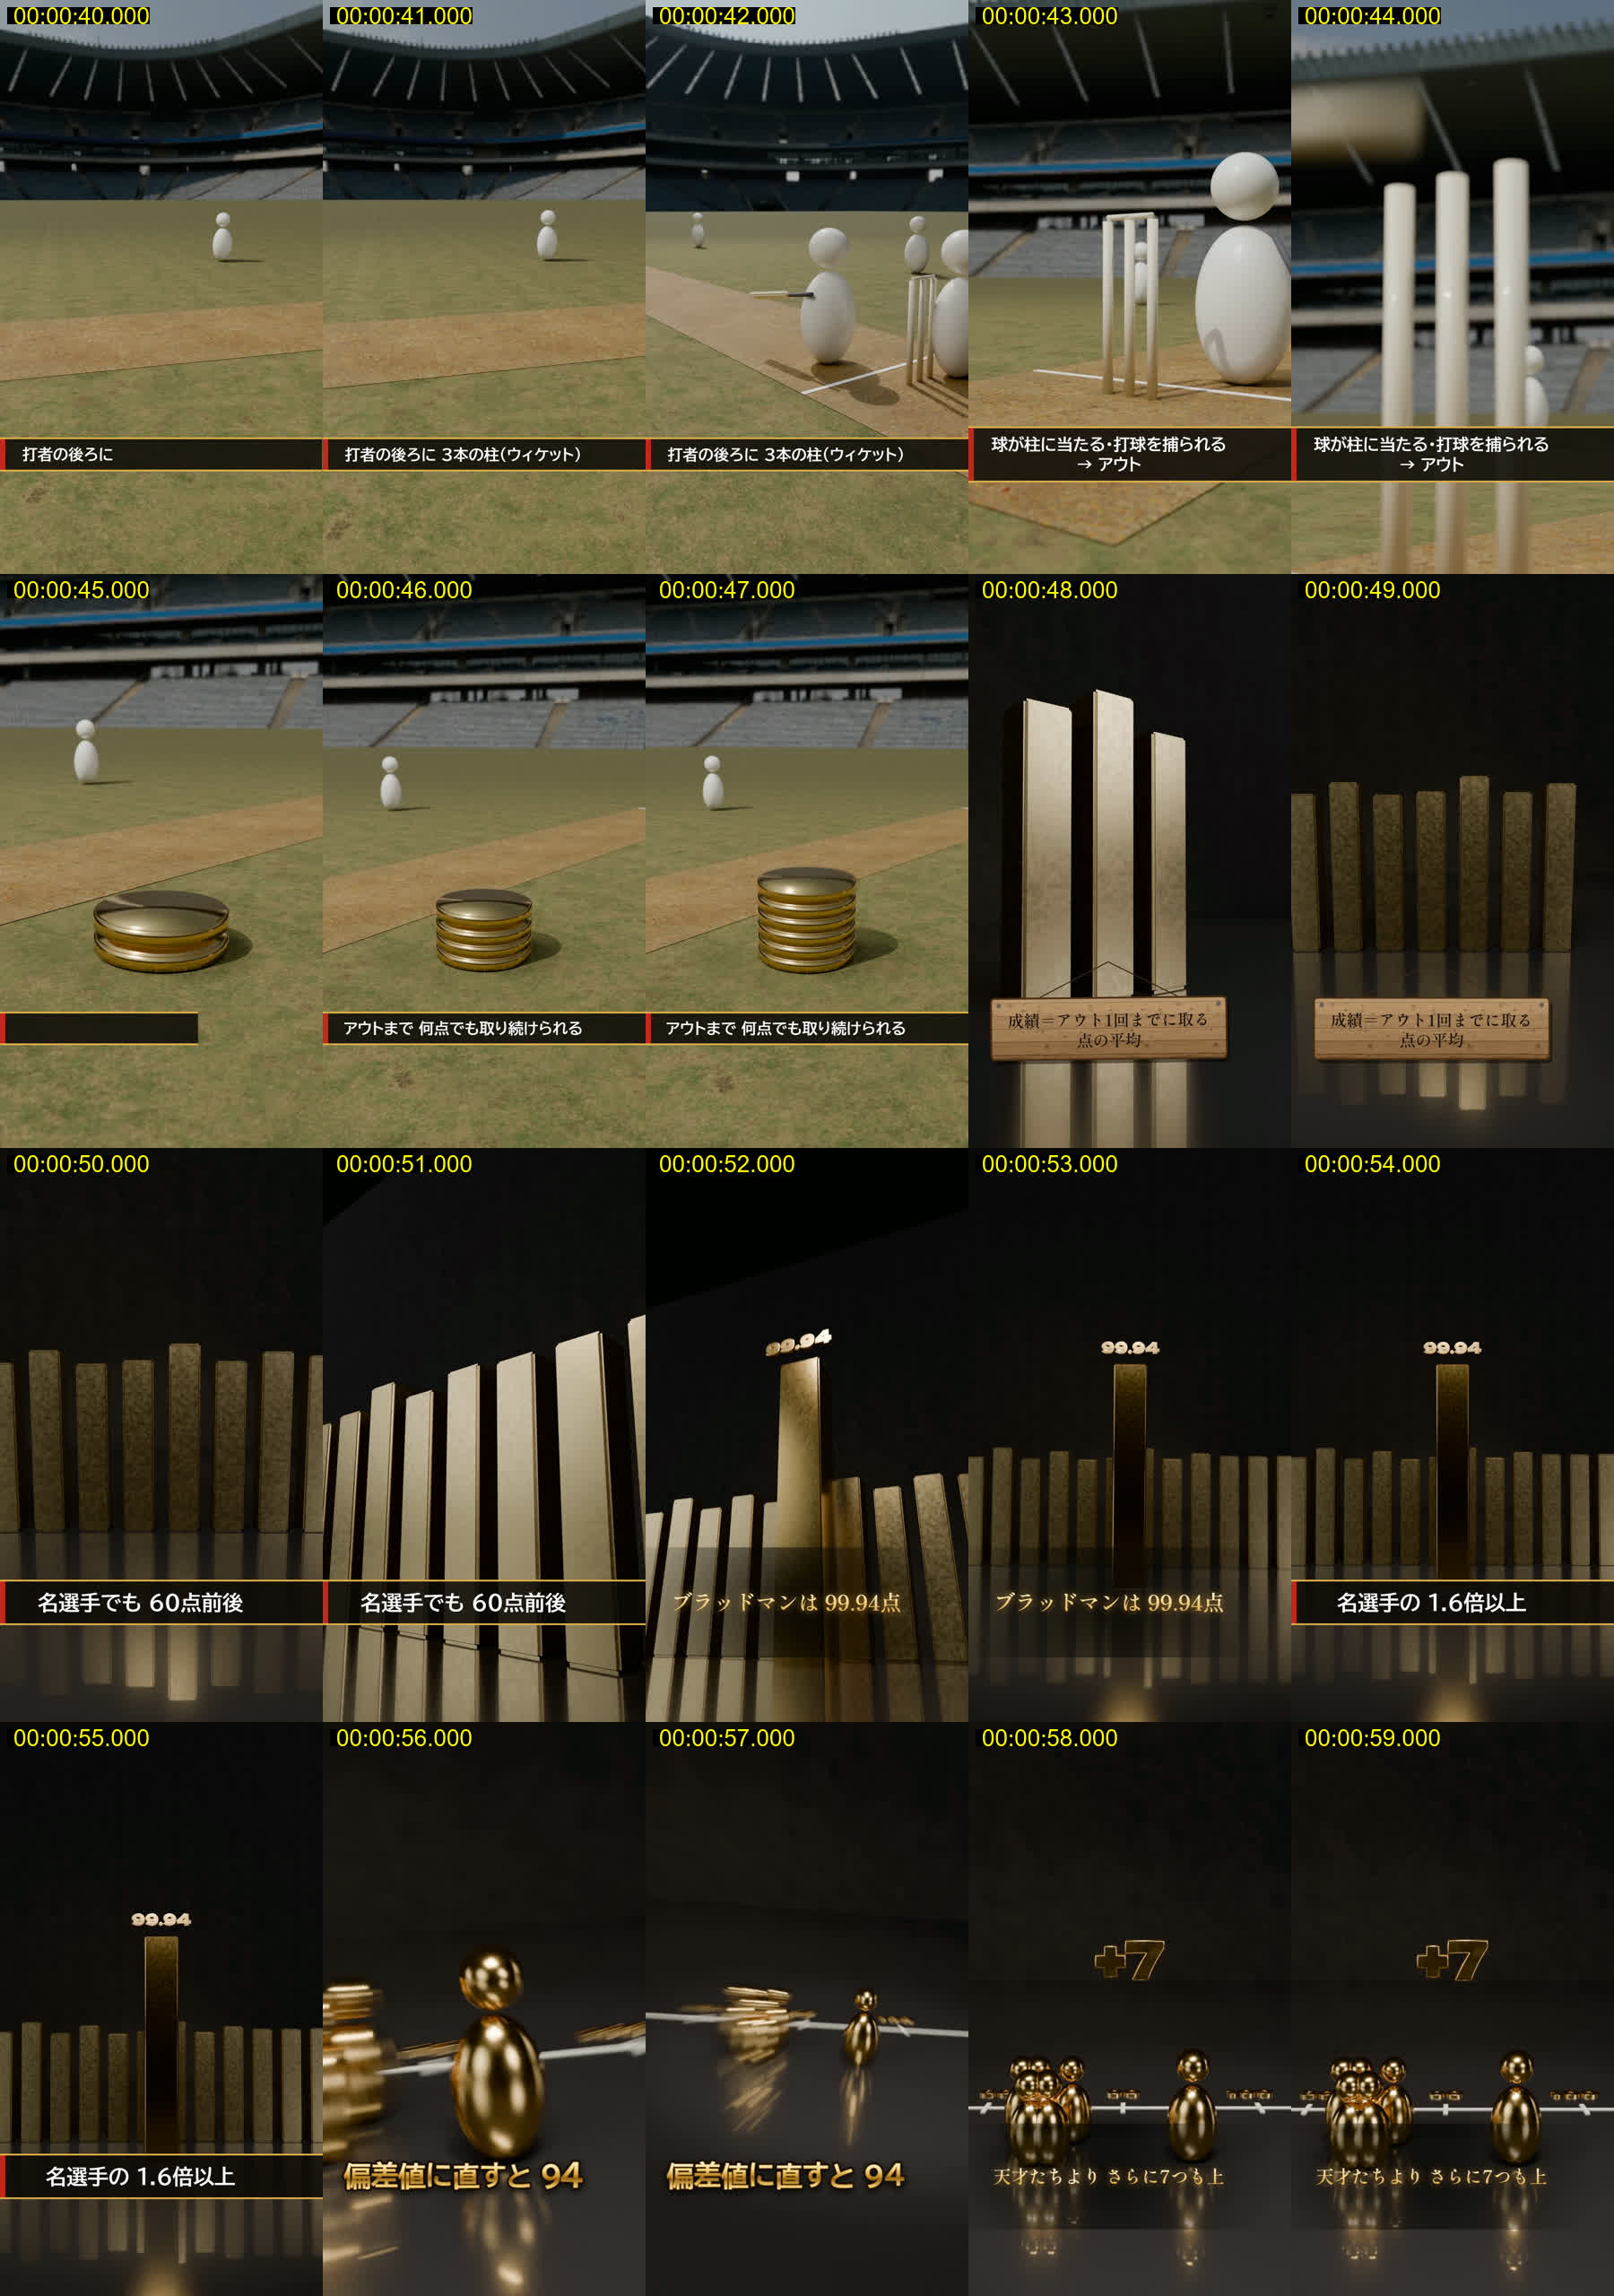 00:00:40.000
打者の後ろに
00:00:41.000
打者の後ろに 3本の柱(ウィケット)
00:00:42.000
打者の後ろに 3本の柱(ウィケット)
00:00:43.000
球が柱に当たる・打球を捕られる
→ アウト
00:00:44.000
球が柱に当たる・打球を捕られる
→ アウト
00:00:45.000
00:00:46.000
アウトまで 何点でも取り続けられる
00:00:47.000
アウトまで 何点でも取り続けられる
00:00:48.000
成績=アウト1回までに取る
点の平均
00:00:49.000
成績=アウト1回までに取る
点の平均
00:00:50.000
名選手でも 60点前後
00:00:51.000
名選手でも 60点前後
00:00:52.000
99.94
ブラッドマンは 99.94点
00:00:53.000
99.94
ブラッドマンは 99.94点
00:00:54.000
99.94
名選手の 1.6倍以上
00:00:55.000
99.94
名選手の 1.6倍以上
00:00:56.000
偏差値に直すと 94
00:00:57.000
偏差値に直すと 94
00:00:58.000
+7
天才たちより さらに7つも上
00:00:59.000
+7
天才たちより さらに7つも上